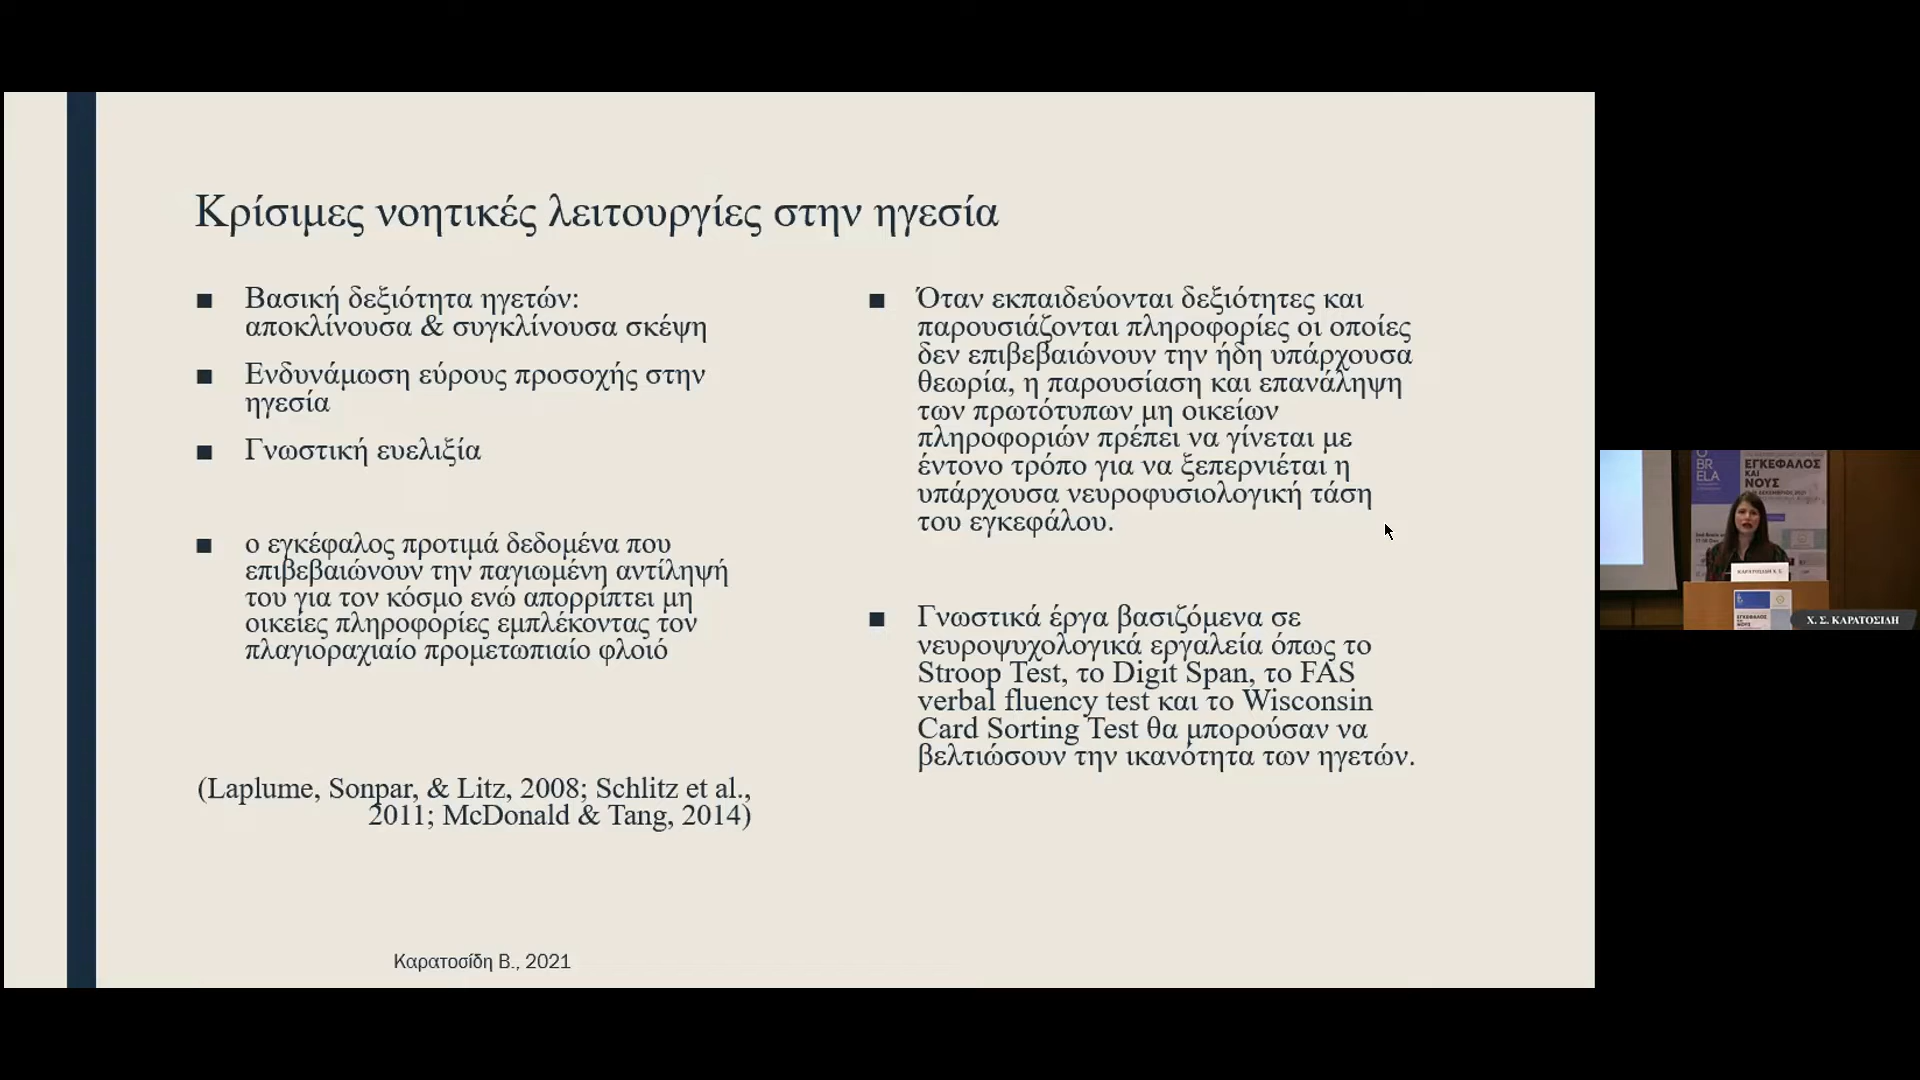 Κρίσιμες νοητικές λειτουργίες στην ηγεσία
■ Βασική δεξιότητα ηγετών:
αποκλίνουσα & συγκλίνουσα σκέψη
■ Ενδυνάμωση εύρους προσοχής στην
ηγεσία
■ Γνωστική ευελιξία
■ ο εγκέφαλος προτιμά δεδομένα που
επιβεβαιώνουν την παγιωμένη αντίληψή
του για τον κόσμο ενώ απορρίπτει μη
οικείες πληροφορίες εμπλέκοντας τον
πλαγιοραχιαίο προμετωπιαίο φλοιό
(Laplume, Sonpar, & Litz, 2008; Schlitz et al.,
2011; McDonald & Tang, 2014)
■ Όταν εκπαιδεύονται δεξιότητες και
παρουσιάζονται πληροφορίες οι οποίες
δεν επιβεβαιώνουν την ήδη υπάρχουσα
θεωρία, η παρουσίαση και επανάληψη
των πρωτότυπων μη οικείων
πληροφοριών πρέπει να γίνεται με
έντονο τρόπο για να ξεπερνιέται η
υπάρχουσα νευροφυσιολογική τάση
του εγκεφάλου.
■ Γνωστικά έργα βασιζόμενα σε
νευροψυχολογικά εργαλεία όπως το
Stroop Test, το Digit Span, το FAS
verbal fluency test και το Wisconsin
Card Sorting Test θα μπορούσαν να
βελτιώσουν την ικανότητα των ηγετών.
Καρατοσίδη Β., 2021
BR
ELA
ΕΓΚΕΦΑΛΟΣ
ΚΑΙ
ΝΟΥΣ
Χ. Σ. ΚΑΡΑΤΟΣΙΔΗ